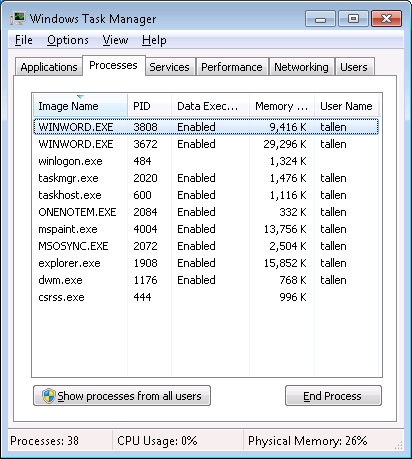 Windows Task Manager
File Options View Help
Applications Processes Services Performance Networking Users
Image Name PID Data Exec... Memory ... User Name
WINWORD.EXE 3808 Enabled 9,416 K tallen
WINWORD.EXE 3672 Enabled 29,296 K tallen
winlogon.exe 484 1,324 K
taskmgr.exe 2020 Enabled 1,476 K tallen
taskhost.exe 600 Enabled 1,116 K tallen
ONENOTEM.EXE 2084 Enabled 332 K tallen
mspaint.exe 4004 Enabled 13,756 K tallen
MSOSYNC.EXE 2072 Enabled 2,504 K tallen
explorer.exe 1908 Enabled 15,852 K tallen
dwm.exe 1176 Enabled 768 K tallen
csrss.exe 444 996 K
Show processes from all users End Process
Processes: 38 CPU Usage: 0% Physical Memory: 26%